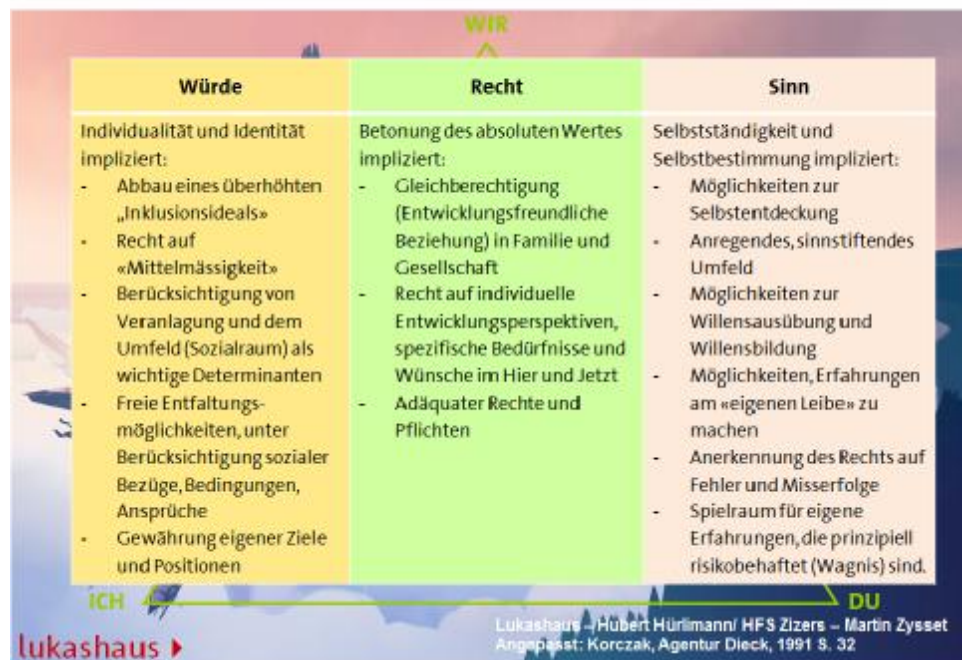 WIR
Würde
Individualität und Identität
impliziert:
- Abbau eines überhöhten
„Inklusionsideals»
- Recht auf
«Mittelmässigkeit»
- Berücksichtigung von
Veranlagung und dem
Umfeld (Sozialraum) als
wichtige Determinanten
- Freie Entfaltungs-
möglichkeiten, unter
Berücksichtigung sozialer
Bezüge, Bedingungen,
Ansprüche
- Gewährung eigener Ziele
und Positionen
Recht
Betonung des absoluten Wertes
impliziert:
- Gleichberechtigung
(Entwicklungsfreundliche
Beziehung) in Familie und
Gesellschaft
- Recht auf individuelle
Entwicklungsperspektiven,
spezifische Bedürfnisse und
Wünsche im Hier und Jetzt
- Adäquater Rechte und
Pflichten
Sinn
Selbstständigkeit und
Selbstbestimmung impliziert:
- Möglichkeiten zur
Selbstentdeckung
- Anregendes, sinnstiftendes
Umfeld
- Möglichkeiten zur
Willensausübung und
Willensbildung
- Möglichkeiten, Erfahrungen
am «eigenen Leibe» zu
machen
- Anerkennung des Rechts auf
Fehler und Misserfolge
- Spielraum für eigene
Erfahrungen, die prinzipiell
risikobehaftet (Wagnis) sind.
ICH
DU
Lukashaus – Hubert Hürlimann/ HFS Zizers – Martin Zysset
Angepasst: Korczak, Agentur Dieck, 1991 S. 32
lukashaus